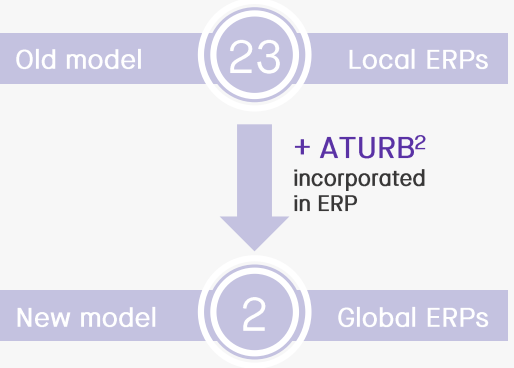 Old model 23 Local ERPs
+ ATURB²
incorporated
in ERP
New model 2 Global ERPs